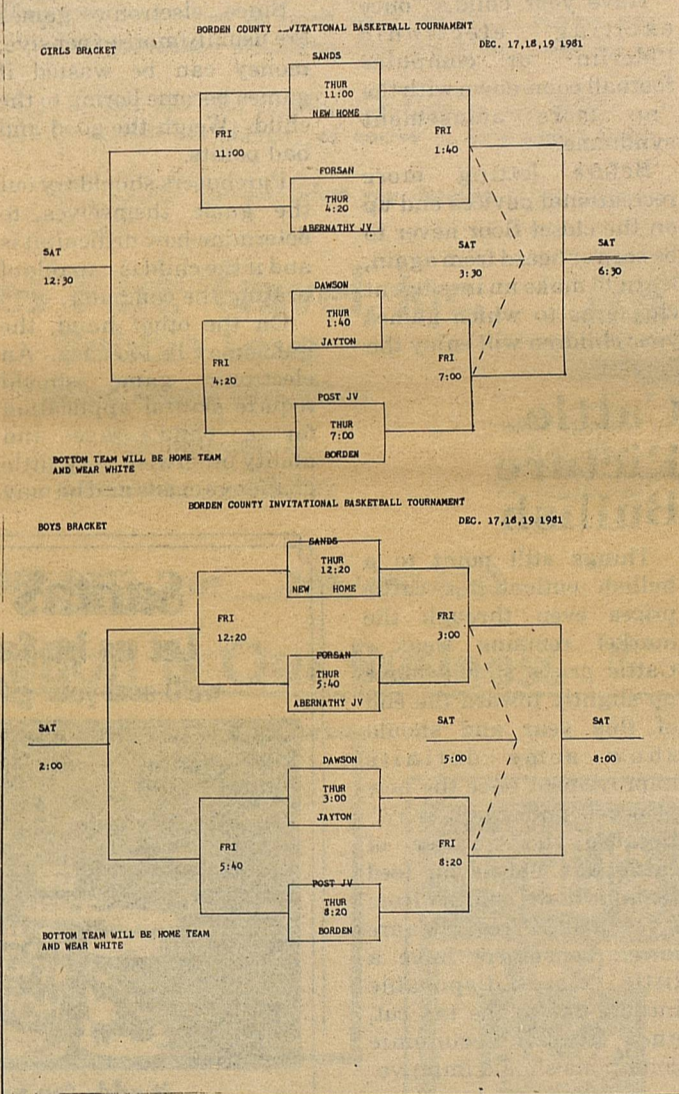 BORDEN COUNTY INVITATIONAL BASKETBALL TOURNAMENT
GIRLS BRACKET
DEC. 17,18,19 1981
SANDS
THUR
11:00
NEW HOME
FRI
11:00
FRI
1:40
FORSAN
THUR
4:20
ABERNATHY JV
SAT
12:30
SAT
3:30
SAT
6:30
DAWSON
THUR
1:40
JAYTON
FRI
4:20
FRI
7:00
POST JV
THUR
7:00
BORDEN
BOTTOM TEAM WILL BE HOME TEAM
AND WEAR WHITE
BORDEN COUNTY INVITATIONAL BASKETBALL TOURNAMENT
BOYS BRACKET
DEC. 17,18,19 1981
SANDS
THUR
12:20
NEW HOME
FRI
12:20
FRI
3:00
FORSAN
THUR
5:40
ABERNATHY JV
SAT
2:00
SAT
5:00
SAT
8:00
DAWSON
THUR
3:00
JAYTON
FRI
5:40
FRI
8:20
POST JV
THUR
8:20
BORDEN
BOTTOM TEAM WILL BE HOME TEAM
AND WEAR WHITE